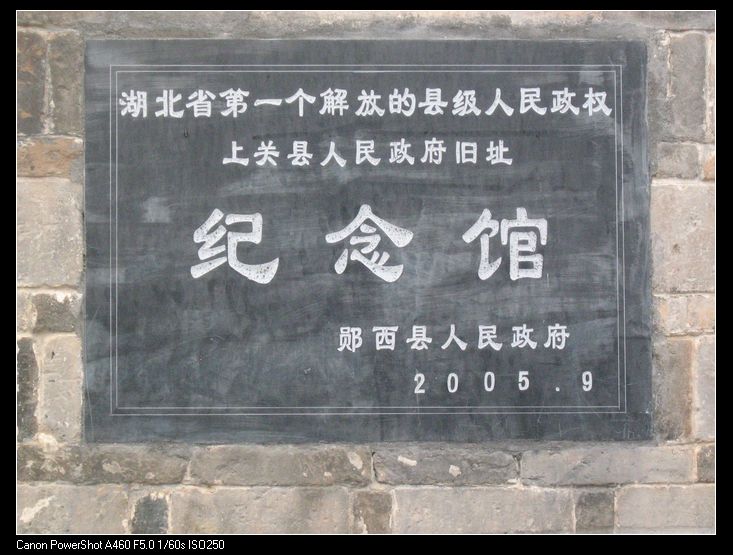 湖北省第一个解放的县级人民政权
上关县人民政府旧址
纪念馆
郧西县人民政府
2005.9
Canon PowerShot A460 F5.0 1/60s ISO250